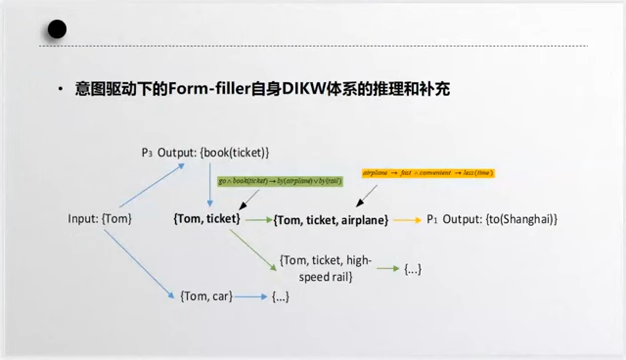 • 意图驱动下的Form-filler自身DIKW体系的推理和补充
P3 Output: {book(ticket)}
go ∧ book(ticket) → by(airplane) ∨ by(rail)
airplane → fast ∧ convenient → less(time)
Input: {Tom}
{Tom, ticket}
{Tom, ticket, airplane}
P1 Output: {to(Shanghai)}
{Tom, ticket, high-
speed rail}
{...}
{Tom, car}
{...}